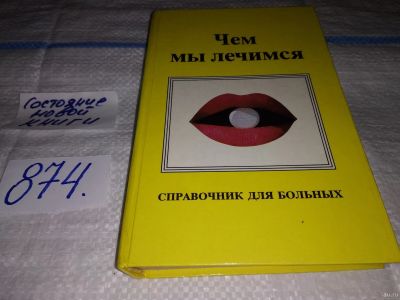 Чем
мы лечимся
СПРАВОЧНИК ДЛЯ БОЛЬНЫХ
Состояние
новой
книги
874.